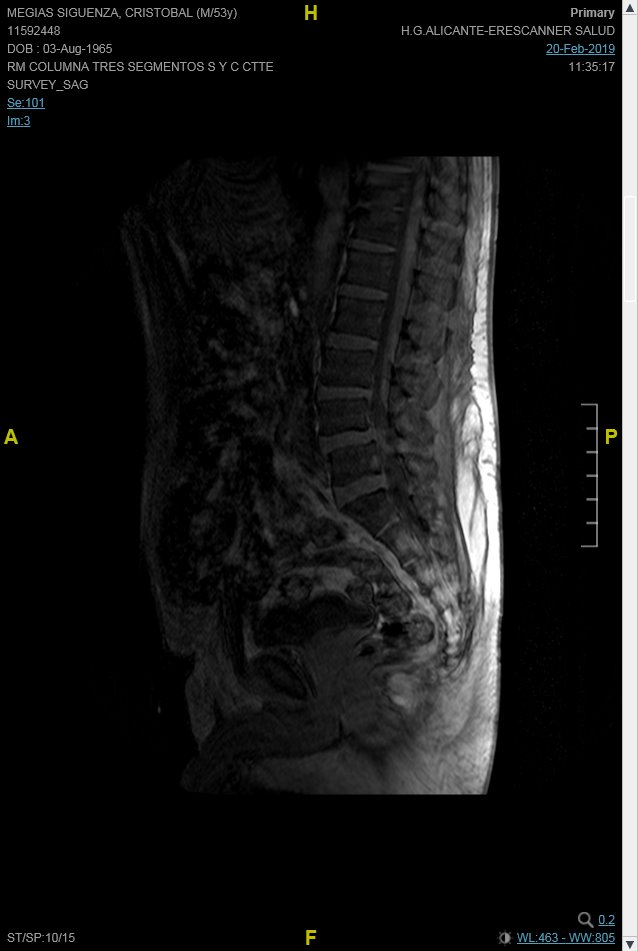 MEGIAS SIGUENZA, CRISTOBAL (M/53y)
11592448
DOB : 03-Aug-1965
RM COLUMNA TRES SEGMENTOS S Y C CTTE
SURVEY_SAG
Se:101
Im:3
H
Primary
H.G.ALICANTE-ERESCANNER SALUD
20-Feb-2019
11:35:17
A
P
ST/SP:10/15
F
0.2
WL:463 - WW:805